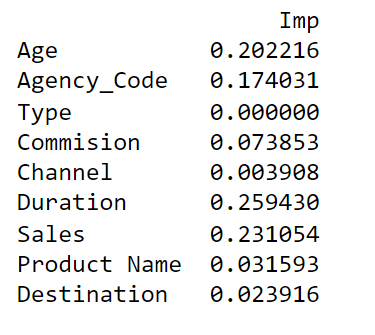 Imp
Age 0.202216
Agency_Code 0.174031
Type 0.000000
Commision 0.073853
Channel 0.003908
Duration 0.259430
Sales 0.231054
Product Name 0.031593
Destination 0.023916